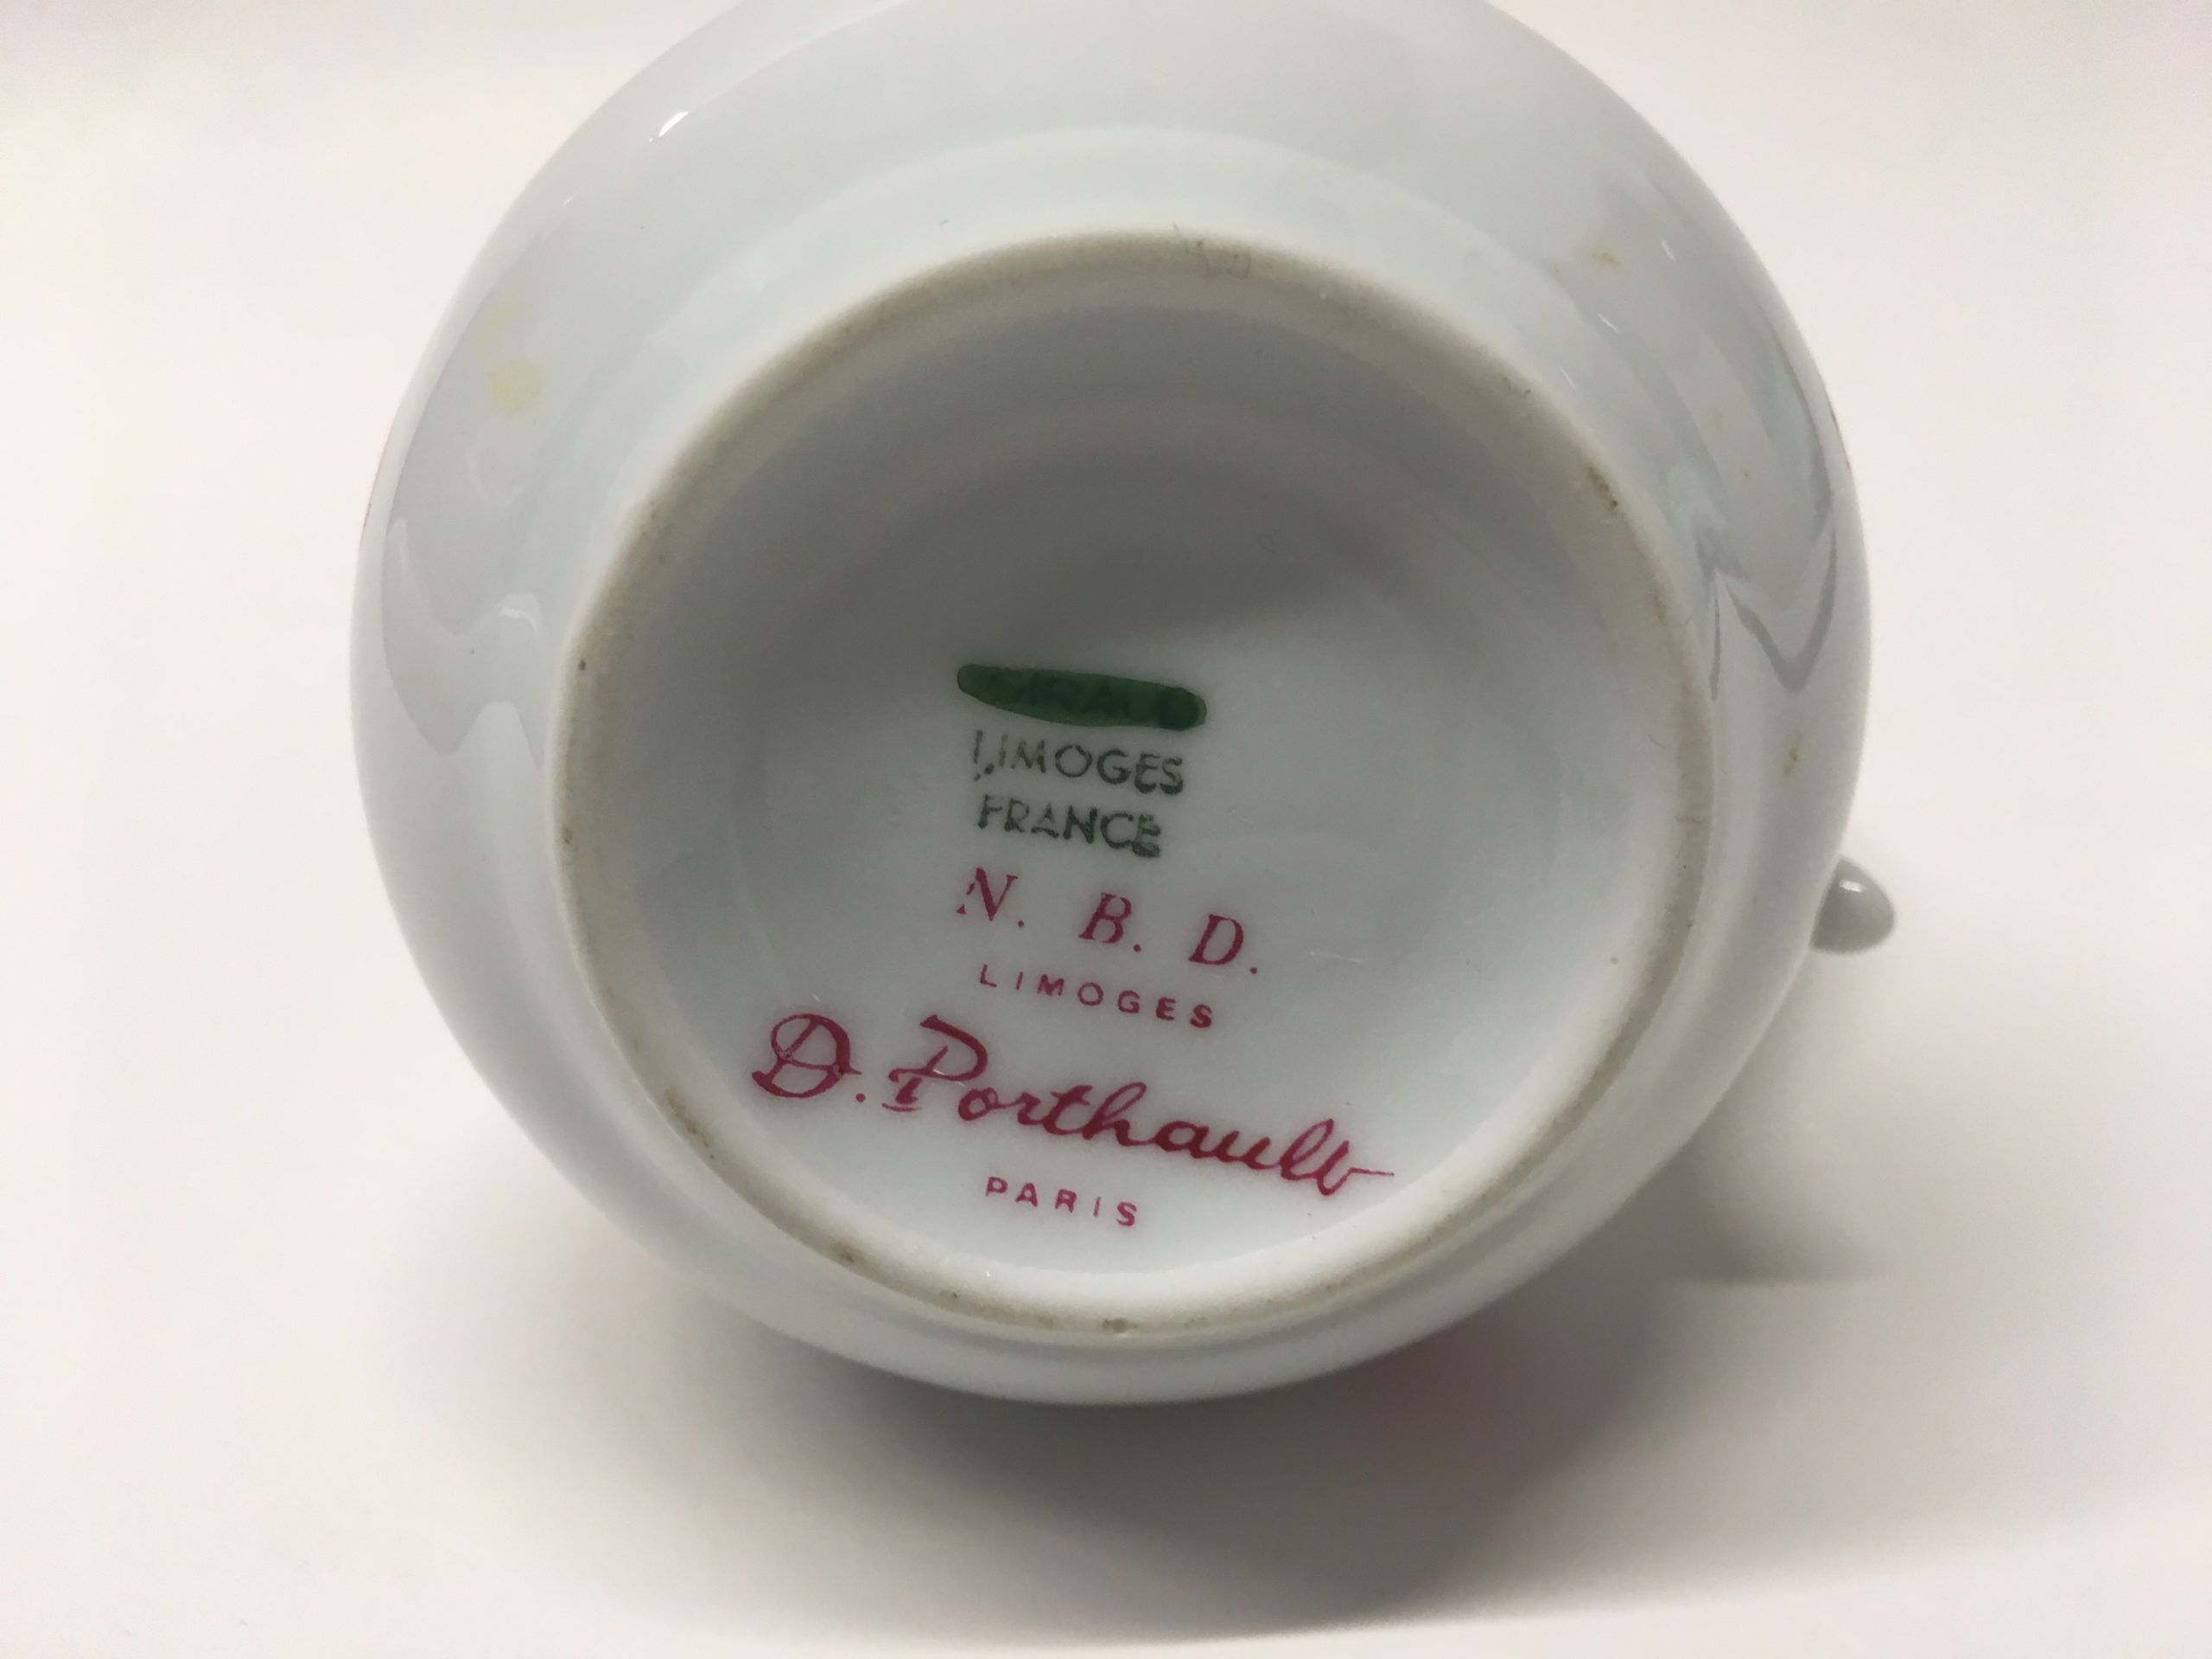 LIMOGES
FRANCE
N. B. D.
LIMOGES
D. Porthault
PARIS